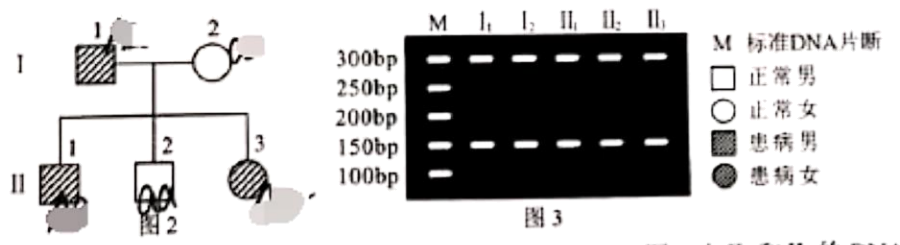 1
2
I
1
2
3
II
图2
M I₁ I₂ II₁ II₂ II₃
300bp
250bp
200bp
150bp
100bp
图3
M 标准DNA片断
正常男
正常女
患病男
患病女